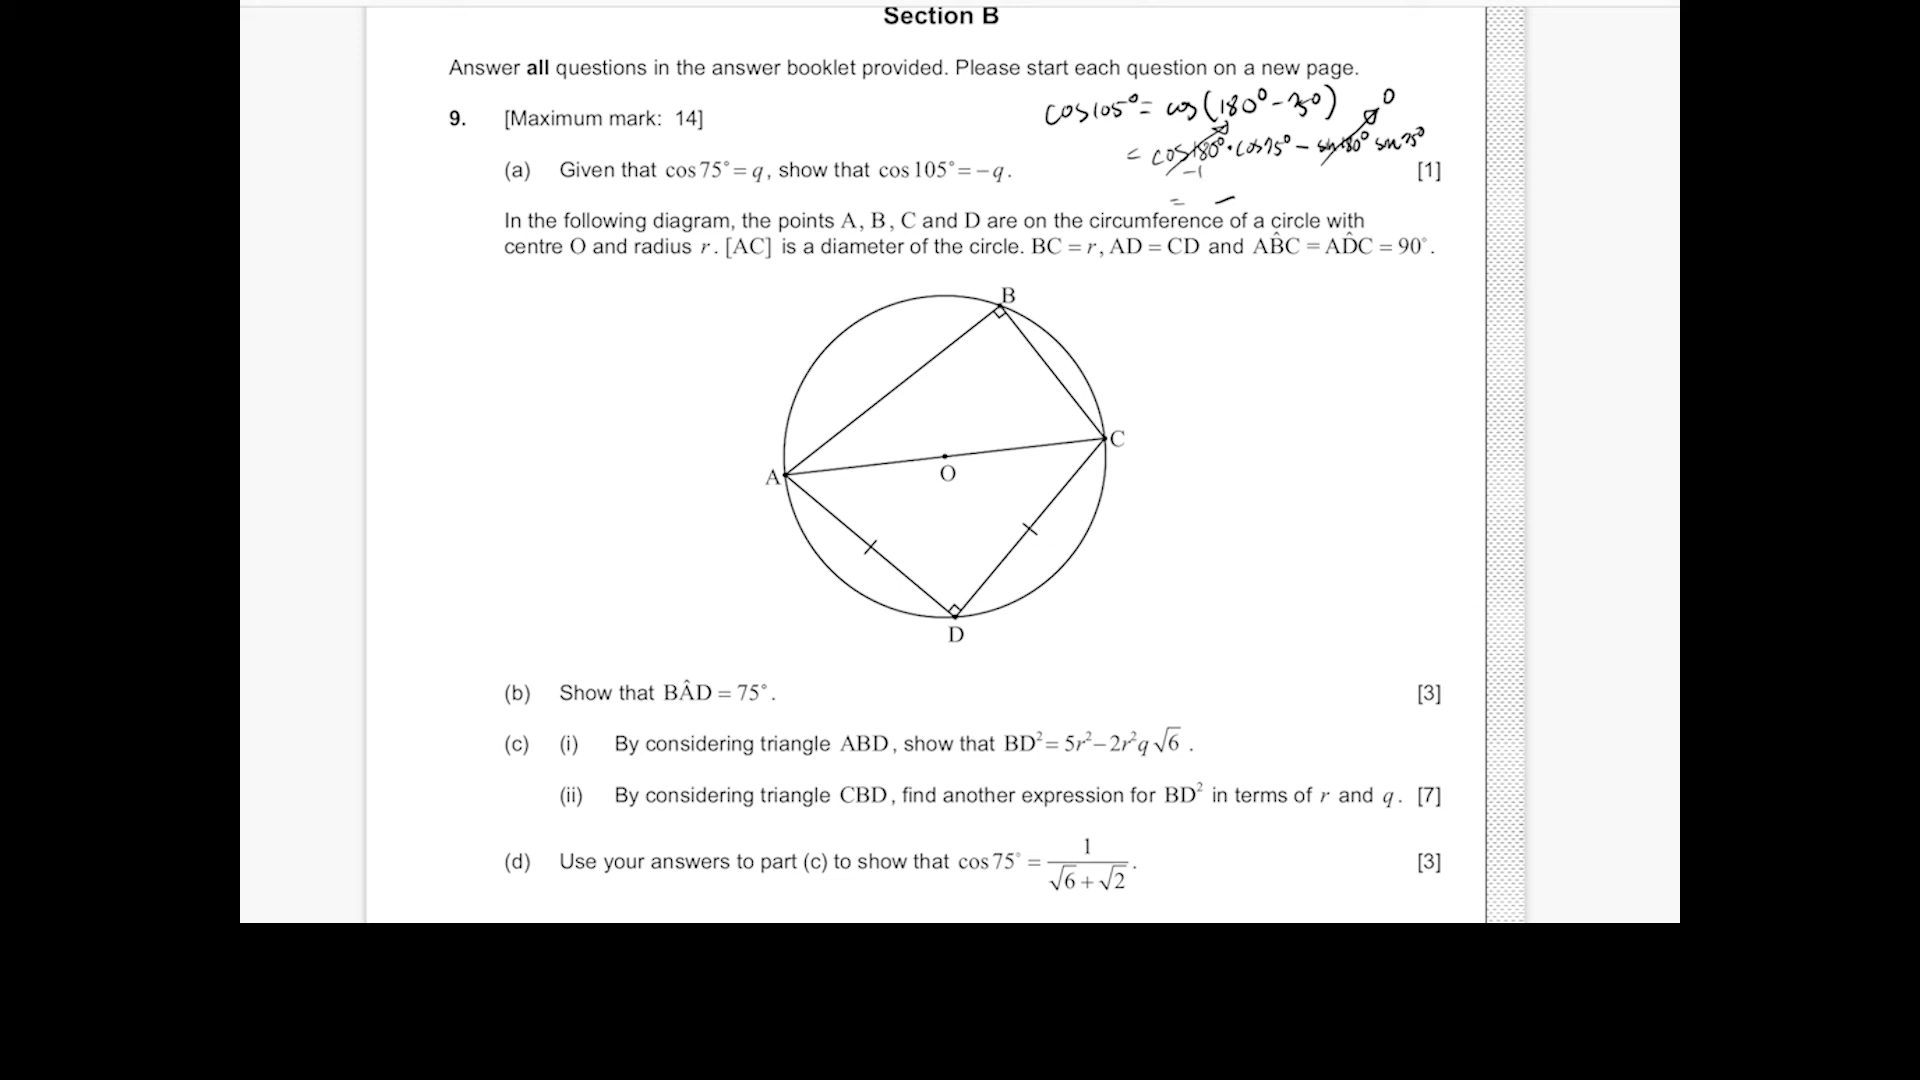 Section B
Answer all questions in the answer booklet provided. Please start each question on a new page.
9. [Maximum mark: 14]
cos105° = cos(180° - 30°) 0
= cos180° · cos75° - sin180° sin75°
-1
(a) Given that cos 75° = q, show that cos 105° = −q. [1]
= -
In the following diagram, the points A, B, C and D are on the circumference of a circle with
centre O and radius r. [AC] is a diameter of the circle. BC = r, AD = CD and AB̂C = AD̂C = 90°.
B
C
A
O
D
(b) Show that BÂD = 75°. [3]
(c) (i) By considering triangle ABD, show that BD² = 5r² − 2r²q√6 .
(ii) By considering triangle CBD, find another expression for BD² in terms of r and q. [7]
(d) Use your answers to part (c) to show that cos 75° = 1/(√6 + √2). [3]